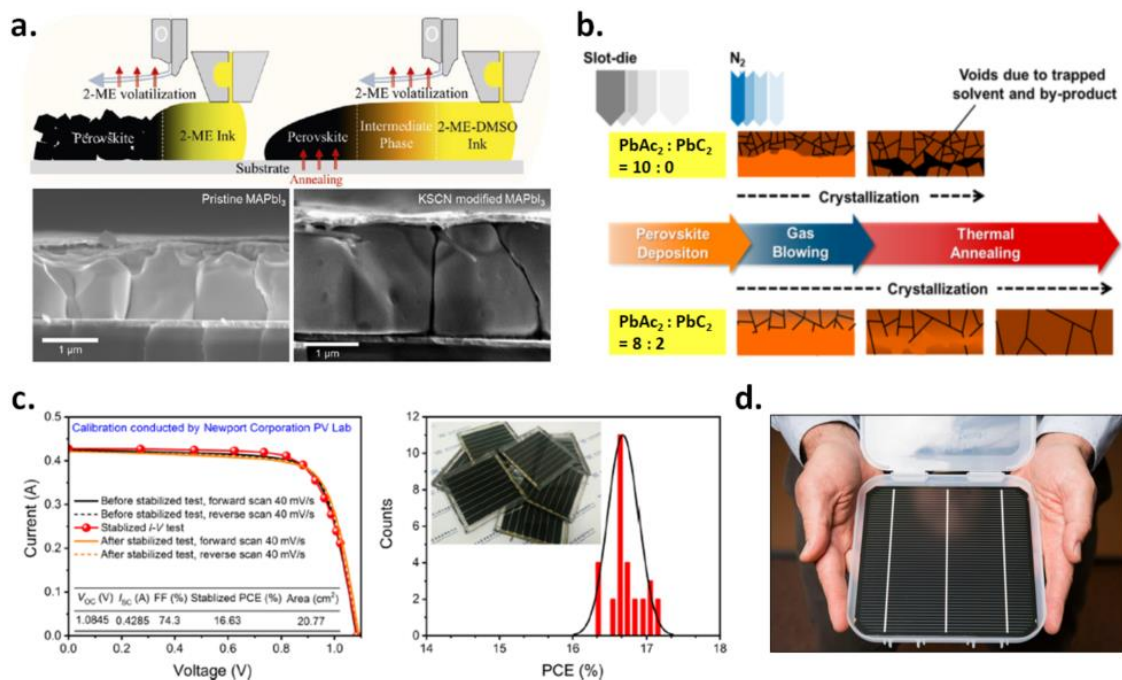 a.
2-ME volatilization
2-ME volatilization
Perovskite
2-ME Ink
Perovskite
Intermediate
Phase
2-ME-DMSO
Ink
Substrate
Annealing
Pristine MAPbI3
KSCN modified MAPbI3
1 μm
1 μm
b.
Slot-die
N2
Voids due to trapped
solvent and by-product
PbAc2 : PbC2
= 10 : 0
Crystallization
Perovskite
Depositon
Gas
Blowing
Thermal
Annealing
Crystallization
PbAc2 : PbC2
= 8 : 2
c.
Calibration conducted by Newport Corporation PV Lab
Before stabilized test, forward scan 40 mV/s
Before stabilized test, reverse scan 40 mV/s
Stablized I-V test
After stabilized test, forward scan 40 mV/s
After stabilized test, reverse scan 40 mV/s
VOC (V) ISC (A) FF (%) Stablized PCE (%) Area (cm2)
1.0845 0.4285 74.3 16.63 20.77
Current (A)
0.5
0.4
0.3
0.2
0.1
0.0
0.0 0.2 0.4 0.6 0.8 1.0
Voltage (V)
Counts
12
10
8
6
4
2
0
14 15 16 17 18 19
PCE (%)
d.